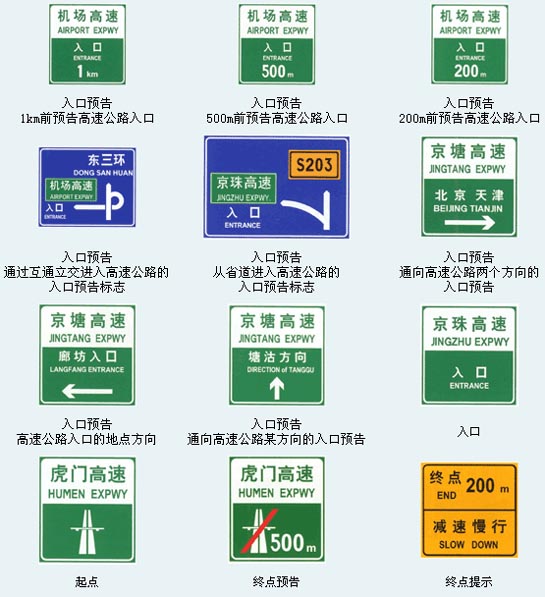 机场高速
AIRPORT EXPWY
入口
ENTRANCE
1 km
机场高速
AIRPORT EXPWY
入口
ENTRANCE
500 m
机场高速
AIRPORT EXPWY
入口
ENTRANCE
200 m
入口预告
1km前预告高速公路入口
入口预告
500m前预告高速公路入口
入口预告
200m前预告高速公路入口
东三环
DONG SAN HUAN
机场高速
AIRPORT EXPWY
入口
ENTRANCE
S203
京珠高速
JINGZHU EXPWY.
入口
ENTRANCE
京塘高速
JINGTANG EXPWY
北京 天津
BEIJING TIANJIN
入口预告
通过互通立交进入高速公路的
入口预告标志
入口预告
从省道进入高速公路的
入口预告标志
入口预告
通向高速公路两个方向的
入口预告
京塘高速
JINGTANG EXPWY
廊坊入口
LANGFANG ENTRANCE
京塘高速
JINGTANG EXPWY
塘沽方向
DIRECTION of TANGGU
京珠高速
JINGZHU EXPWY
入口
ENTRANCE
入口预告
高速公路入口的地点方向
入口预告
通向高速公路某方向的入口预告
入口
虎门高速
HUMEN EXPWY
虎门高速
HUMEN EXPWY
500 m
终点 200 m
END
减速慢行
SLOW DOWN
起点
终点预告
终点提示